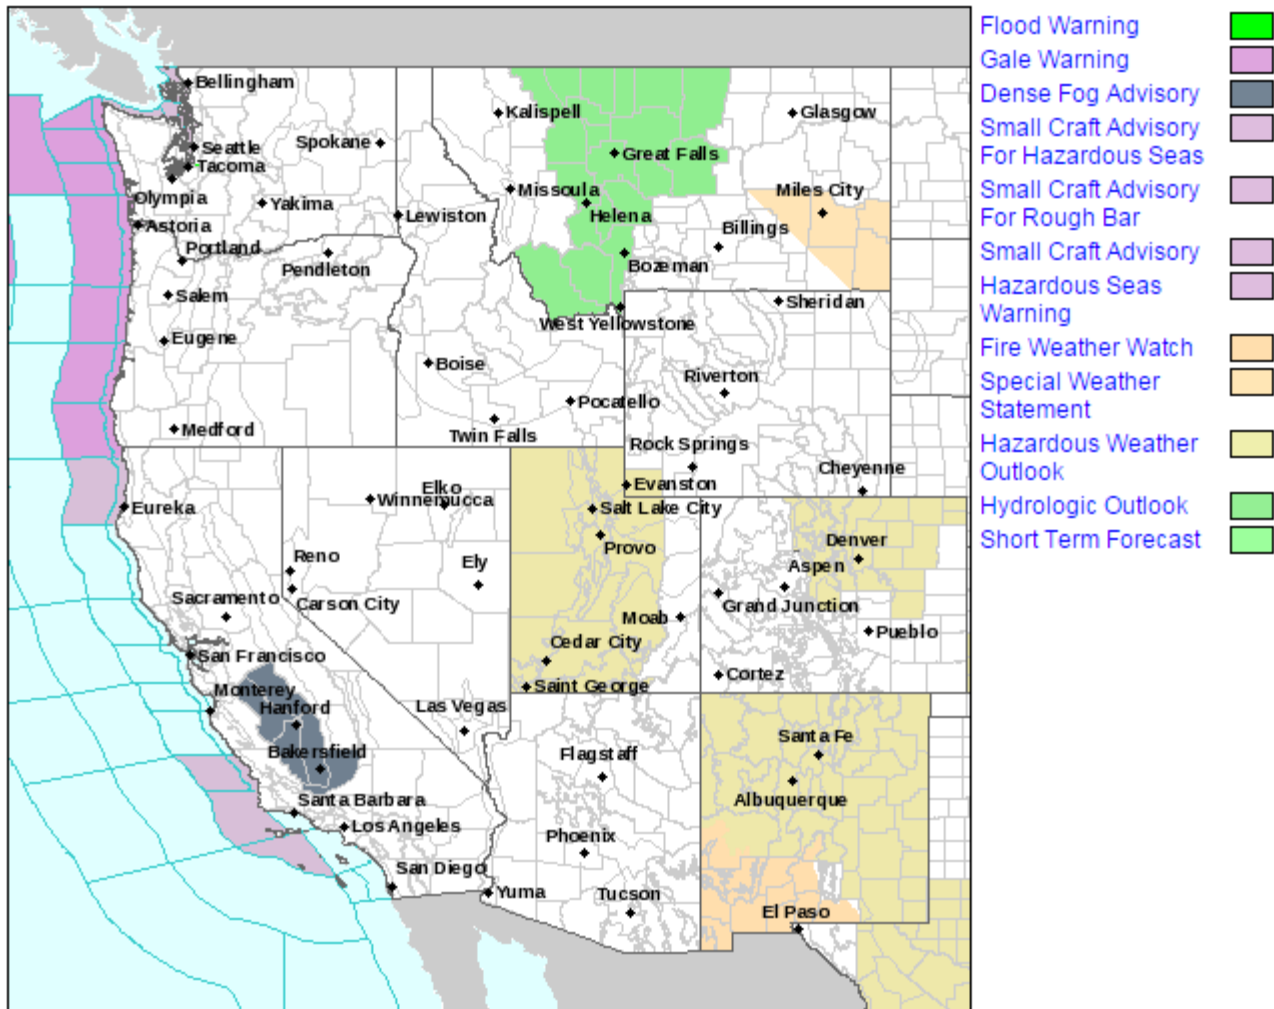 Bellingham
Seattle
Tacoma
Olympia
Spokane
Yakima
Astoria
Portland
Pendleton
Lewiston
Salem
Eugene
Medford
Kalispell
Great Falls
Glasgow
Missoula
Helena
Miles City
Billings
Bozeman
West Yellowstone
Sheridan
Boise
Riverton
Pocatello
Twin Falls
Rock Springs
Cheyenne
Evanston
Elko
Winnemucca
Eureka
Salt Lake City
Provo
Denver
Aspen
Reno
Ely
Carson City
Sacramento
Grand Junction
Moab
Pueblo
Cedar City
San Francisco
Cortez
Saint George
Monterey
Hanford
Las Vegas
Bakersfield
Flagstaff
Santa Fe
Albuquerque
Santa Barbara
Los Angeles
Phoenix
San Diego
Yuma
Tucson
El Paso
Flood Warning
Gale Warning
Dense Fog Advisory
Small Craft Advisory
For Hazardous Seas
Small Craft Advisory
For Rough Bar
Small Craft Advisory
Hazardous Seas
Warning
Fire Weather Watch
Special Weather
Statement
Hazardous Weather
Outlook
Hydrologic Outlook
Short Term Forecast